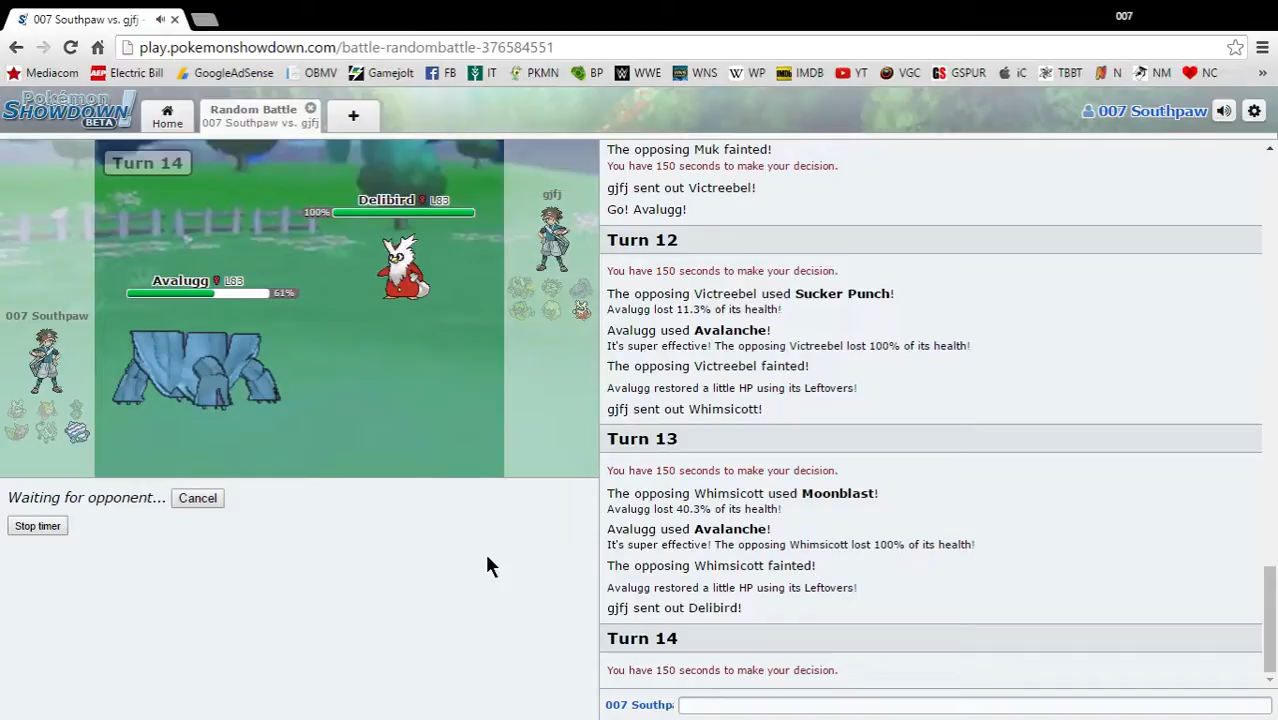 007
007 Southpaw vs. gjfj
play.pokemonshowdown.com/battle-randombattle-376584551
Mediacom
AEP Electric Bill
GoogleAdSense
OBMV
Gamejolt
FB
IT
PKMN
BP
WWE
WNS
W WP
IMDB IMDB
YT
VGC
GS GSPUR
iC
TBBT
N
NM
NC
»
Pokémon
SHOWDOWN
BETA
Home
Random Battle
007 Southpaw vs. gjfj
+
007 Southpaw
Turn 14
Delibird L83
100%
gjfj
Avalugg L83
61%
007 Southpaw
Waiting for opponent... Cancel
Stop timer
The opposing Muk fainted!
You have 150 seconds to make your decision.
gjfj sent out Victreebel!
Go! Avalugg!
Turn 12
You have 150 seconds to make your decision.
The opposing Victreebel used Sucker Punch!
Avalugg lost 11.3% of its health!
Avalugg used Avalanche!
It's super effective! The opposing Victreebel lost 100% of its health!
The opposing Victreebel fainted!
Avalugg restored a little HP using its Leftovers!
gjfj sent out Whimsicott!
Turn 13
You have 150 seconds to make your decision.
The opposing Whimsicott used Moonblast!
Avalugg lost 40.3% of its health!
Avalugg used Avalanche!
It's super effective! The opposing Whimsicott lost 100% of its health!
The opposing Whimsicott fainted!
Avalugg restored a little HP using its Leftovers!
gjfj sent out Delibird!
Turn 14
You have 150 seconds to make your decision.
007 Southp